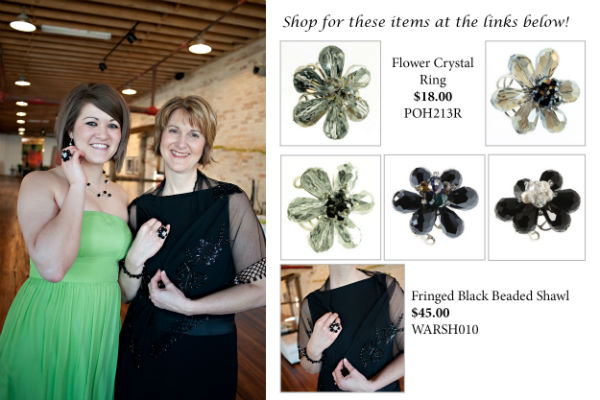 Shop for these items at the links below!
Flower Crystal
Ring
$18.00
POH213R
Fringed Black Beaded Shawl
$45.00
WARSH010